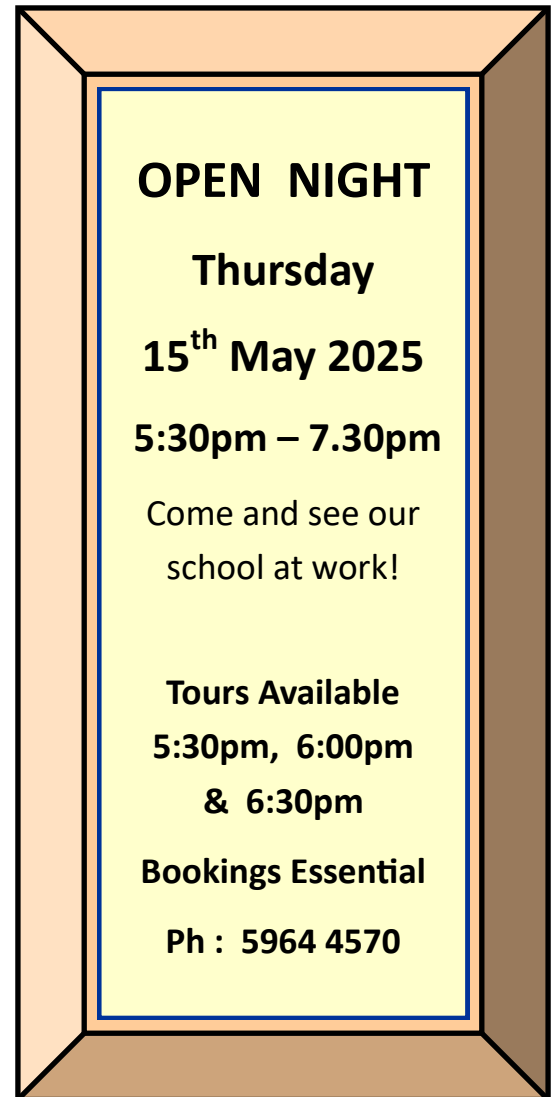 OPEN NIGHT
Thursday
15th May 2025
5:30pm – 7.30pm
Come and see our
school at work!
Tours Available
5:30pm, 6:00pm
& 6:30pm
Bookings Essential
Ph : 5964 4570